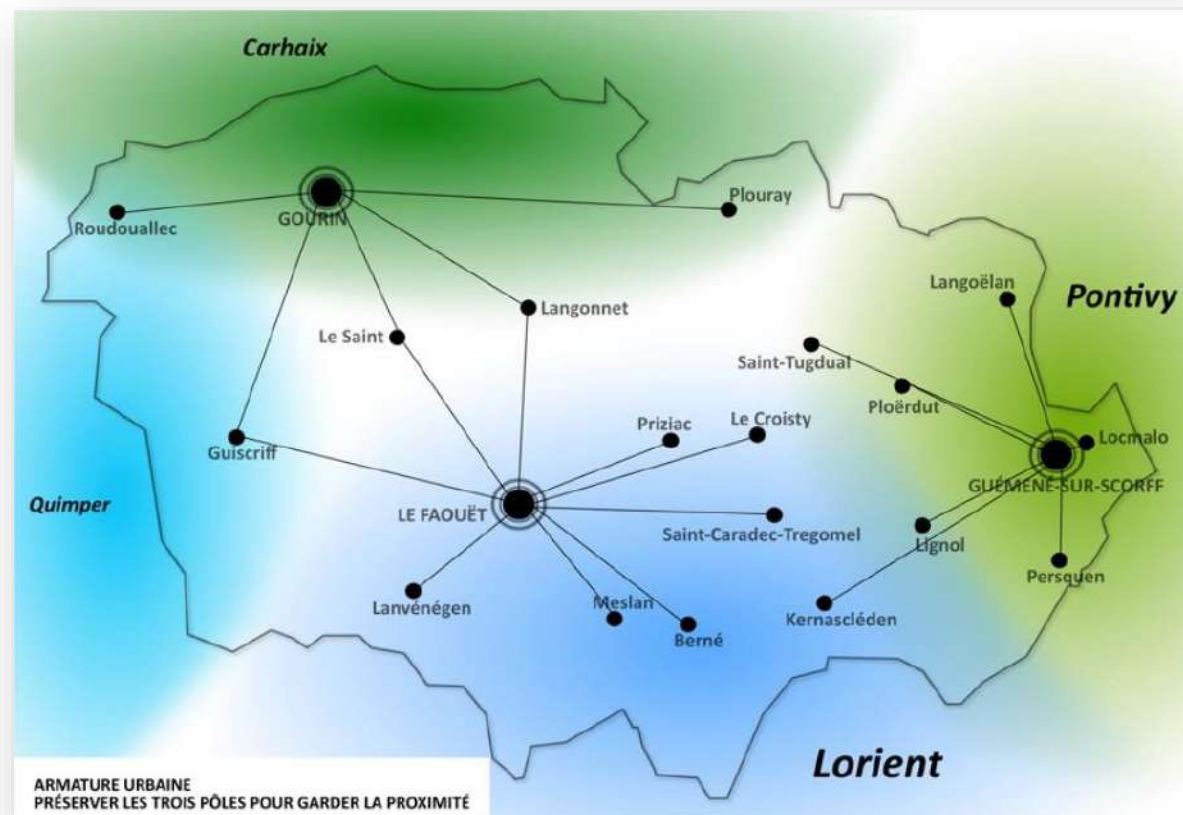 Carhaix
Plouray
GOURIN
Roudouallec
Langoëlan
Pontivy
Langonnet
Le Saint
Saint-Tugdual
Ploërdut
Priziac
Le Croisty
Locmalo
Guiscriff
GUÉMENÉ-SUR-SCORFF
Quimper
LE FAOUËT
Saint-Caradec-Tregomel
Lignol
Persquen
Lanvénégen
Meslan
Kernascléden
Berné
Lorient
ARMATURE URBAINE
PRÉSERVER LES TROIS PÔLES POUR GARDER LA PROXIMITÉ